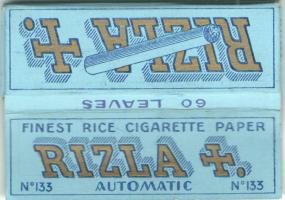 RIZLA +.
60 LEAVES
FINEST RICE CIGARETTE PAPER
RIZLA +.
Nº133 AUTOMATIC Nº133